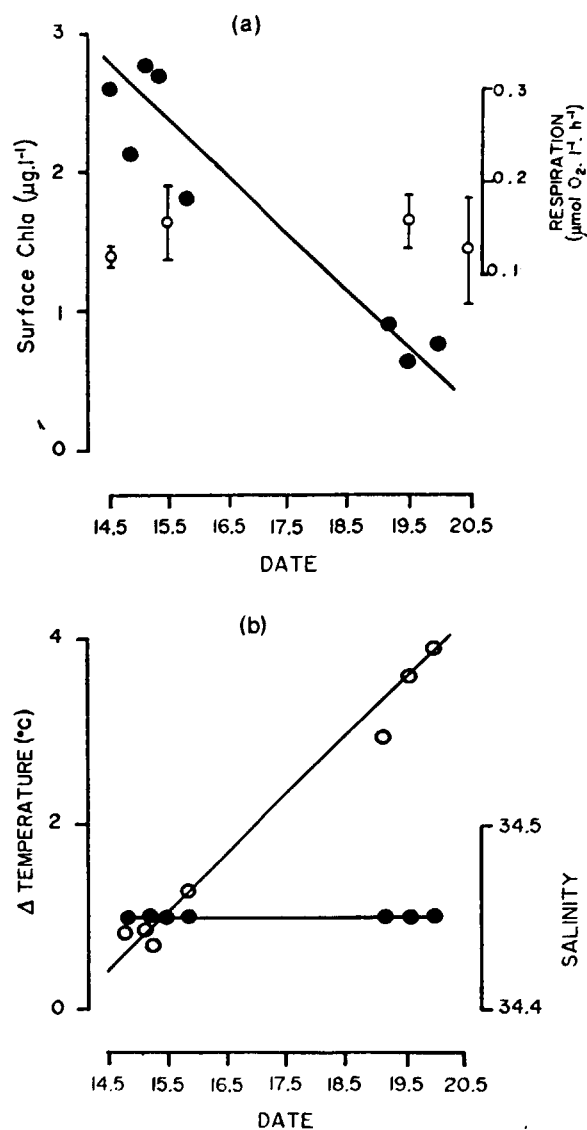 (a)
3
2
1
0
Surface Chla (µg.l⁻¹)
0.3
0.2
0.1
RESPIRATION
(µmol O₂. l⁻¹. h⁻¹)
14.5 15.5 16.5 17.5 18.5 19.5 20.5
DATE
(b)
4
2
0
Δ TEMPERATURE (°C)
34.5
34.4
SALINITY
14.5 15.5 16.5 17.5 18.5 19.5 20.5
DATE